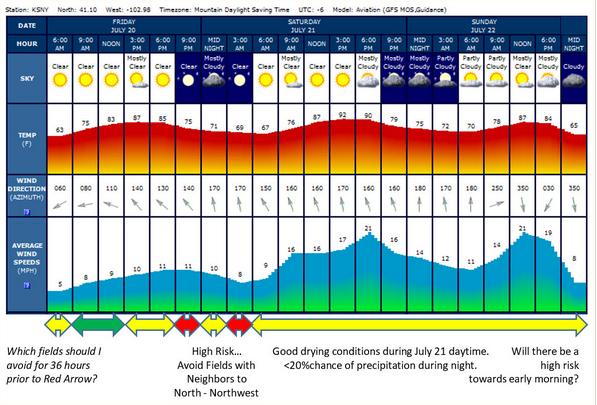 Station: KSNY North: 41.10 West: -102.98 Timezone: Mountain Daylight Saving Time UTC: -6 Model: Aviation (GFS MOS,Guidance)
DATE FRIDAY JULY 20 SATURDAY JULY 21 SUNDAY JULY 22
HOUR 6:00 AM 9:00 AM NOON 3:00 PM 6:00 PM 9:00 PM MID NIGHT 3:00 AM 6:00 AM 9:00 AM NOON 3:00 PM 6:00 PM 9:00 PM MID NIGHT 3:00 AM 6:00 AM 9:00 AM NOON 6:00 PM MID NIGHT
SKY Clear Clear Clear Mostly Clear Clear Clear Mostly Cloudy Clear Clear Mostly Clear Clear Clear Mostly Cloudy Mostly Cloudy Mostly Cloudy Partly Cloudy Partly Cloudy Partly Cloudy Mostly Clear Mostly Cloudy Cloudy
TEMP (F) 63 75 83 87 85 75 71 69 67 76 87 92 90 79 75 72 70 78 87 84 65
WIND DIRECTION (AZIMUTH) 060 080 110 140 130 140 170 170 150 160 170 160 160 160 180 170 180 250 350 030 350
AVERAGE WIND SPEEDS (MPH) 5 8 9 10 11 11 10 8 9 16 16 17 21 16 14 12 11 14 21 19 8
Which fields should I
avoid for 36 hours
prior to Red Arrow?
High Risk...
Avoid Fields with
Neighbors to
North - Northwest
Good drying conditions during July 21 daytime.
<20%chance of precipitation during night.
Will there be a
high risk
towards early morning?